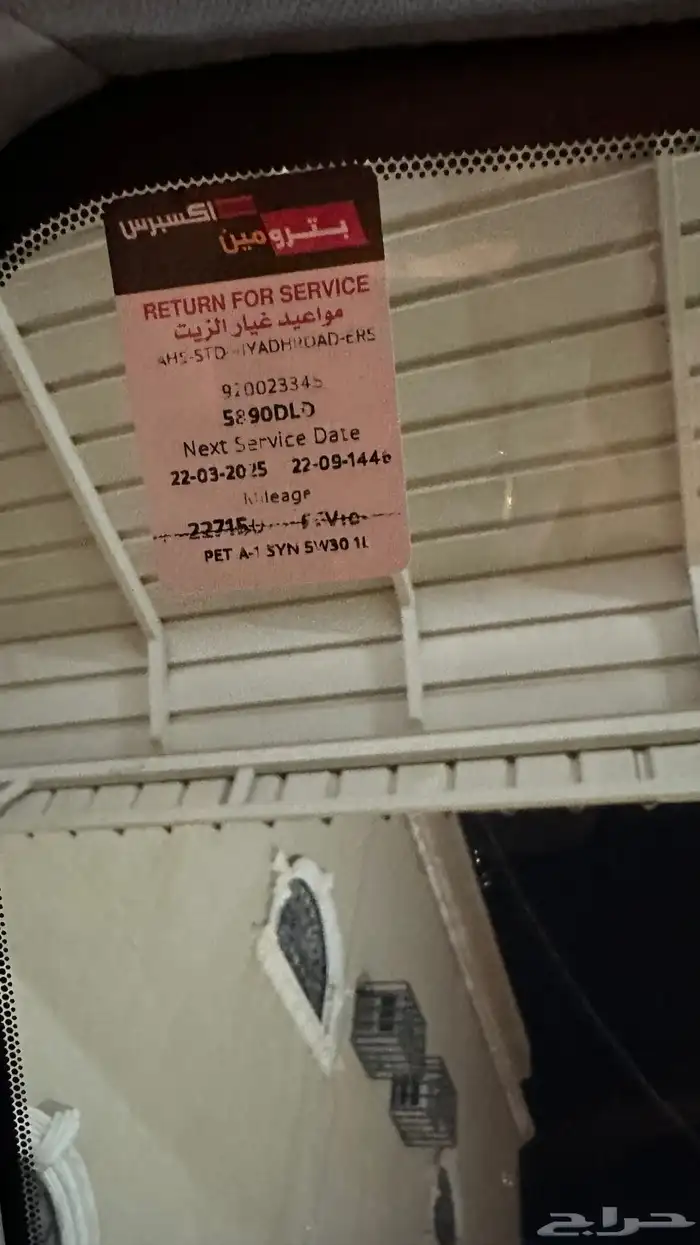 بترومين اكسبرس
RETURN FOR SERVICE
مواعيد غيار الزيت
920023345
5890DLD
Next Service Date
22-03-2025 22-09-1446
Mileage
PET A-1 SYN 5W30 1L
حراج